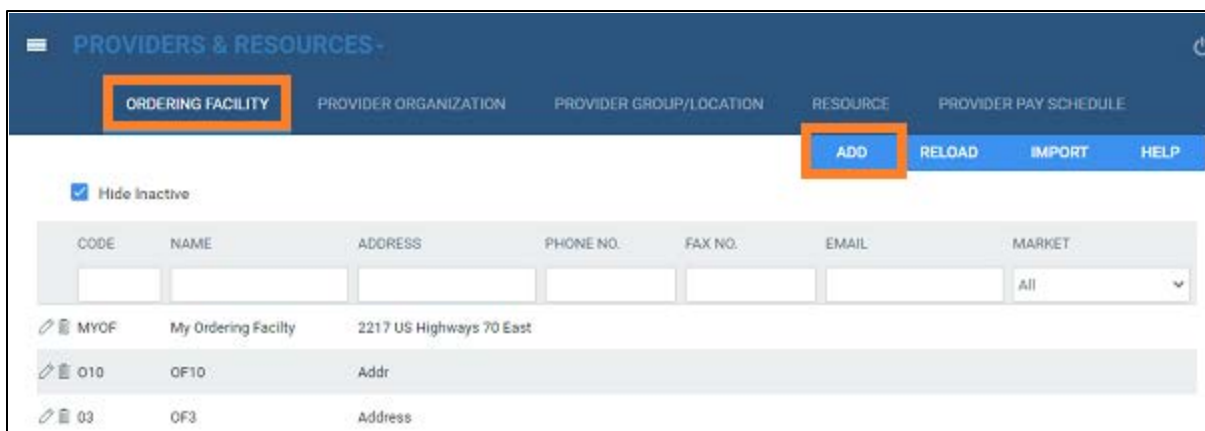 PROVIDERS & RESOURCES
ORDERING FACILITY PROVIDER ORGANIZATION PROVIDER GROUP/LOCATION RESOURCE PROVIDER PAY SCHEDULE
ADD RELOAD IMPORT HELP
Hide Inactive
CODE NAME ADDRESS PHONE NO. FAX NO. EMAIL MARKET
All
MYOF My Ordering Facilty 2217 US Highways 70 East
O10 OF10 Addr
03 OF3 Address